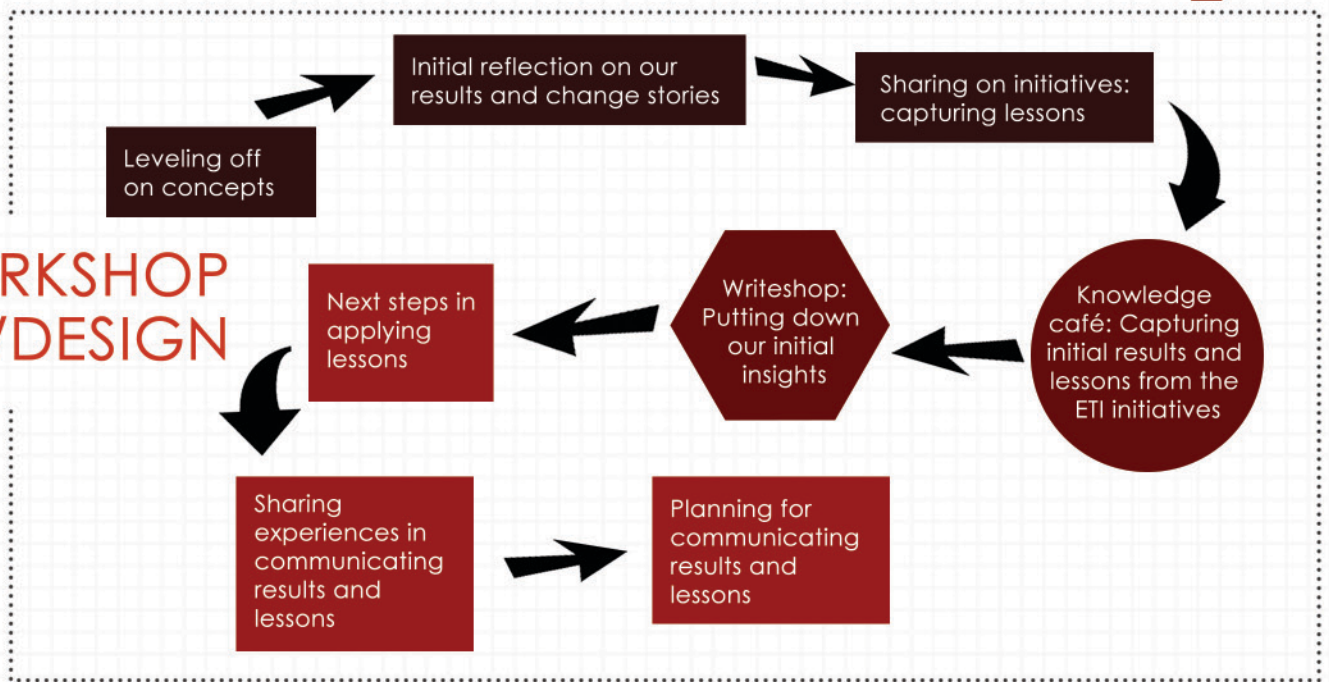 Initial reflection on our
results and change stories
Sharing on initiatives:
capturing lessons
Leveling off
on concepts
RKSHOP
/DESIGN
Next steps in
applying
lessons
Writeshop:
Putting down
our initial
insights
Knowledge
café: Capturing
initial results and
lessons from the
ETI initiatives
Sharing
experiences in
communicating
results and
lessons
Planning for
communicating
results and
lessons